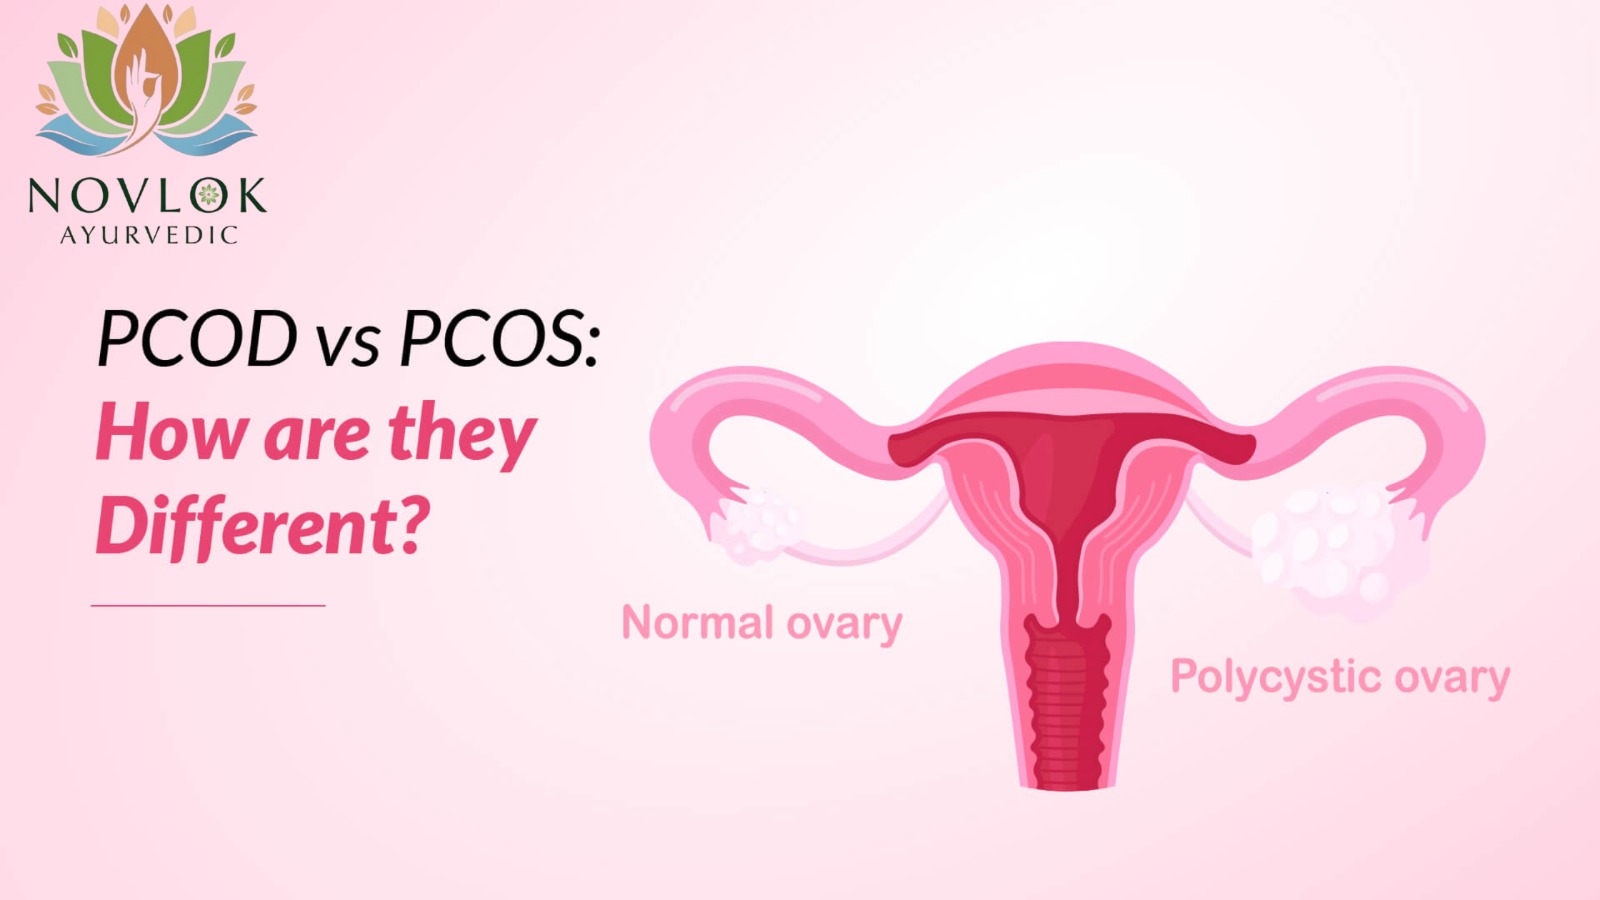 NOVLOK
AYURVEDIC
PCOD vs PCOS:
How are they
Different?
Normal ovary
Polycystic ovary